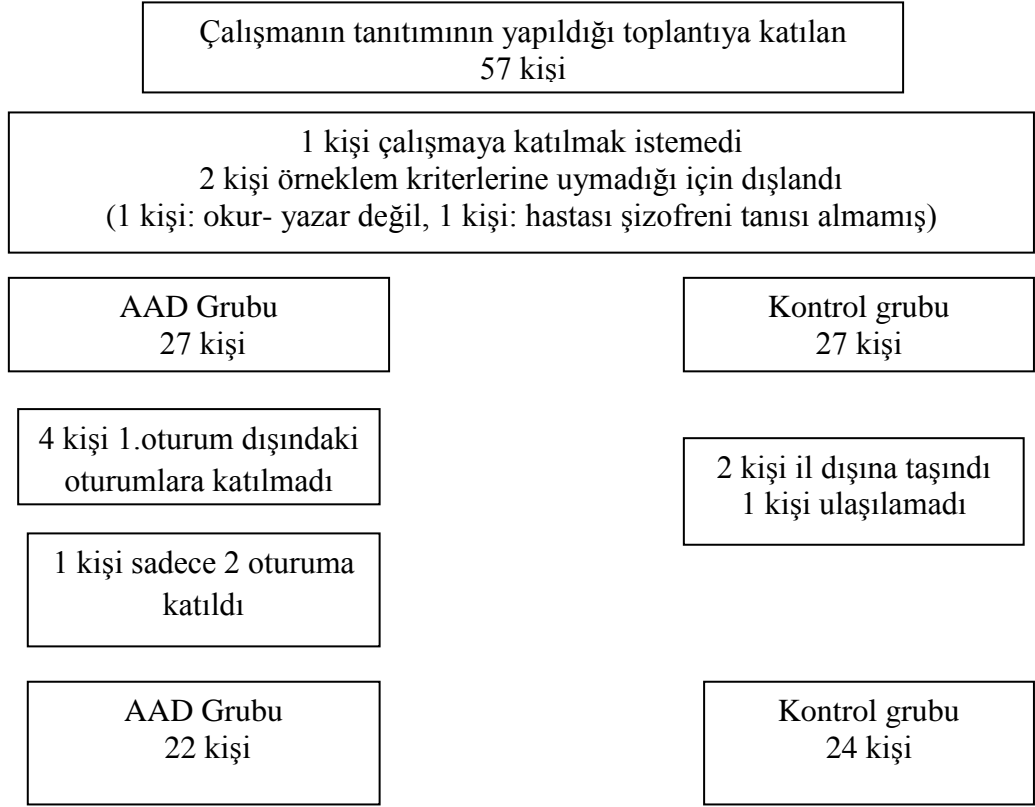 Çalışmanın tanıtımının yapıldığı toplantıya katılan
57 kişi
1 kişi çalışmaya katılmak istemedi
2 kişi örneklem kriterlerine uymadığı için dışlandı
(1 kişi: okur- yazar değil, 1 kişi: hastası şizofreni tanısı almamış)
AAD Grubu
27 kişi
Kontrol grubu
27 kişi
4 kişi 1.oturum dışındaki
oturumlara katılmadı
2 kişi il dışına taşındı
1 kişi ulaşılamadı
1 kişi sadece 2 oturuma
katıldı
AAD Grubu
22 kişi
Kontrol grubu
24 kişi